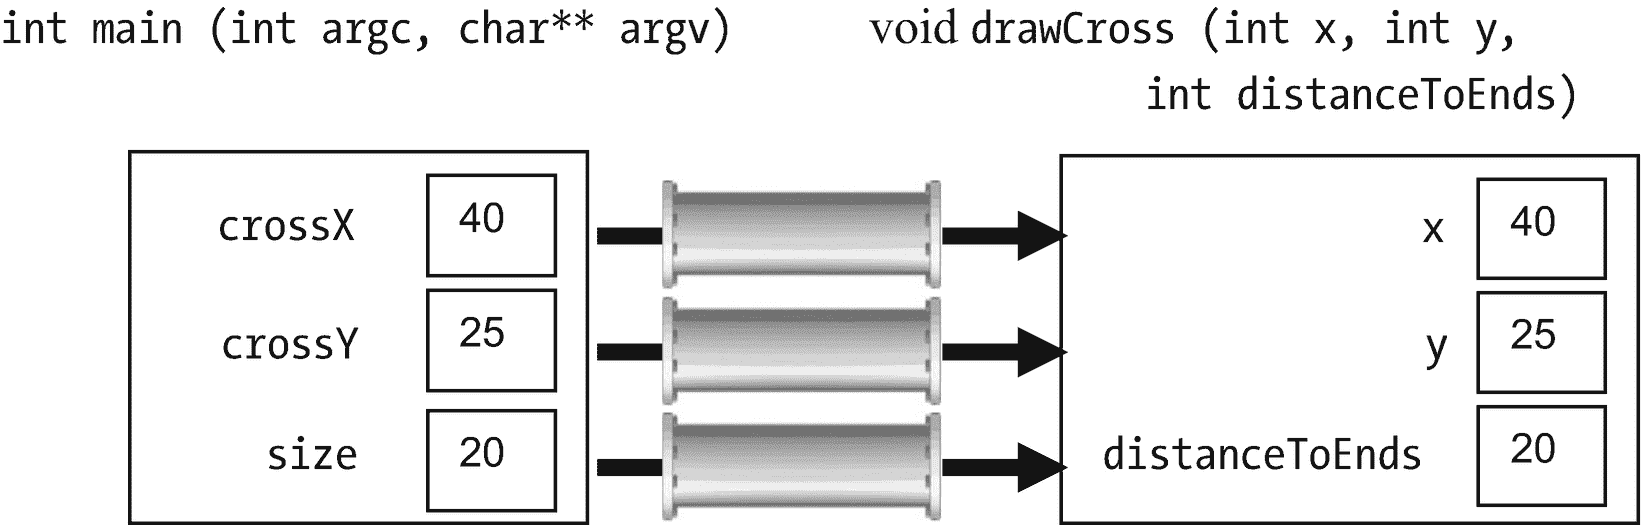 int main (int argc, char** argv)
void drawCross (int x, int y,
int distanceToEnds)
crossX 40
crossY 25
size 20
x 40
y 25
distanceToEnds 20